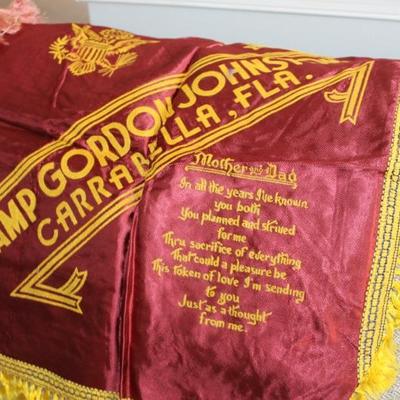 AMP GORDON JOHNST
CARRABELLA, FLA.
Mother and Dad
In all the years I've known
you both
You planned and strived
for me
Thru sacrifice of everything
That could a pleasure be
This token of love I'm sending
to you
Just as a thought
from me.